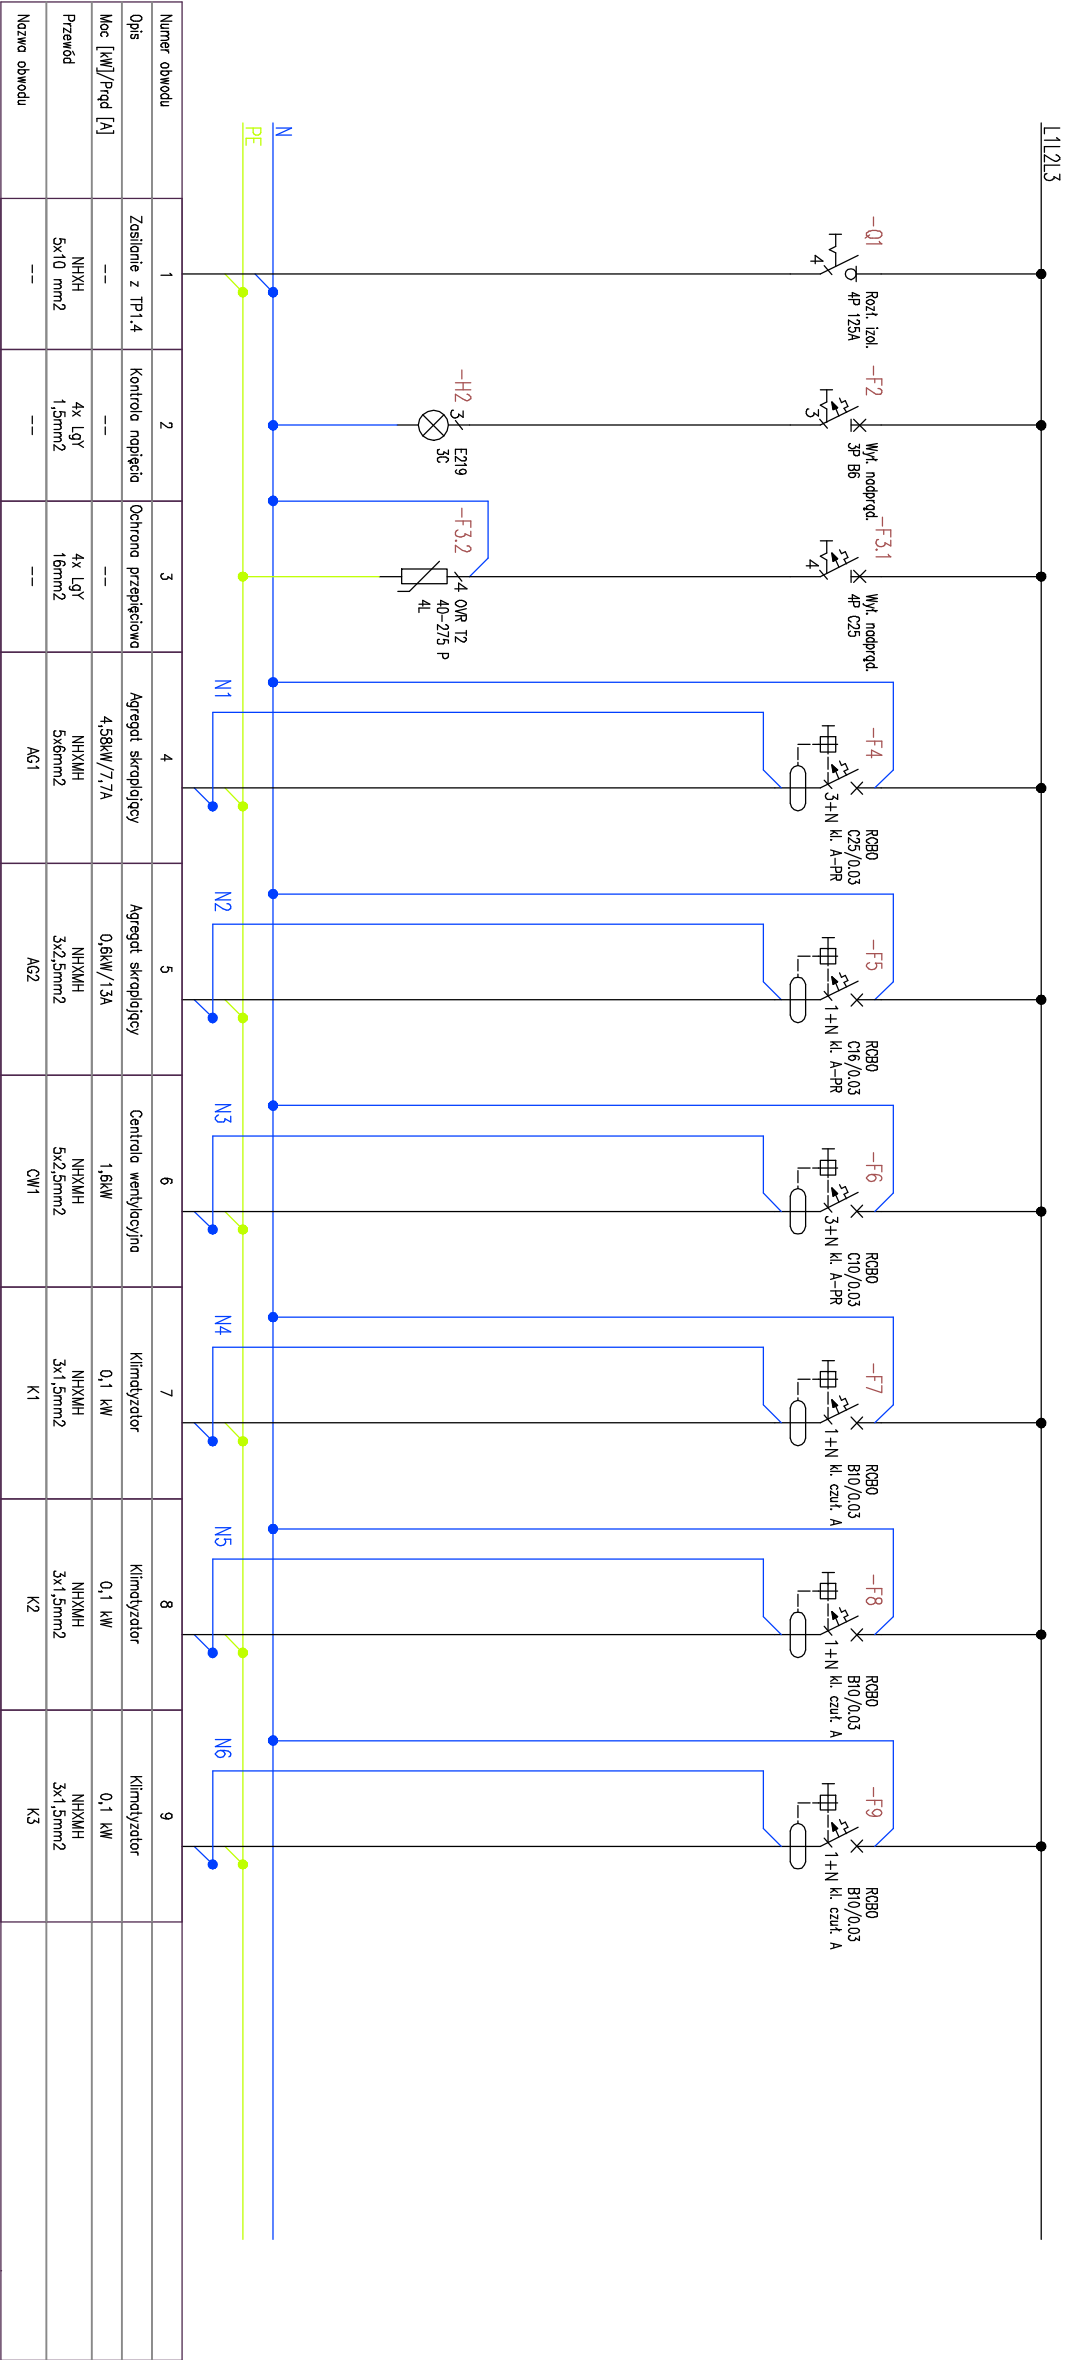 L1L2L3
-Q1
4
Rozł. izol.
4P 125A
-F2
3
Wył. nadprąd.
3P B6
-F3.1
4
Wył. nadprąd.
4P C25
-F4
3+N
RCBO
C25/0.03
kl. A-PR
-F5
1+N
RCBO
C16/0.03
kl. A-PR
-F6
3+N
RCBO
C10/0.03
kl. A-PR
-F7
1+N
RCBO
B10/0.03
kl. czuł. A
-F8
1+N
RCBO
B10/0.03
kl. czuł. A
-F9
1+N
RCBO
B10/0.03
kl. czuł. A
-H2
3
E219
3C
-F3.2
4
OVR T2
40-275 P
4L
N
PE
N1
N2
N3
N4
N5
N6
Numer obwodu 1 2 3 4 5 6 7 8 9
Opis Zasilanie z TP1.4 Kontrola napięcia Ochrona przepięciowa Agregat skraplający Agregat skraplający Centrala wentylacyjna Klimatyzator Klimatyzator Klimatyzator
Moc [kW]/Prąd [A] -- -- -- 4,58kW/7,7A 0,6kW/13A 1,6kW 0,1 kW 0,1 kW 0,1 kW
Przewód NHXH 4x LgY 4x LgY NHXMH NHXMH NHXMH NHXMH NHXMH NHXMH
5x10 mm2 1,5mm2 16mm2 5x6mm2 3x2,5mm2 5x2,5mm2 3x1,5mm2 3x1,5mm2 3x1,5mm2
Nazwa obwodu -- -- -- AG1 AG2 CW1 K1 K2 K3